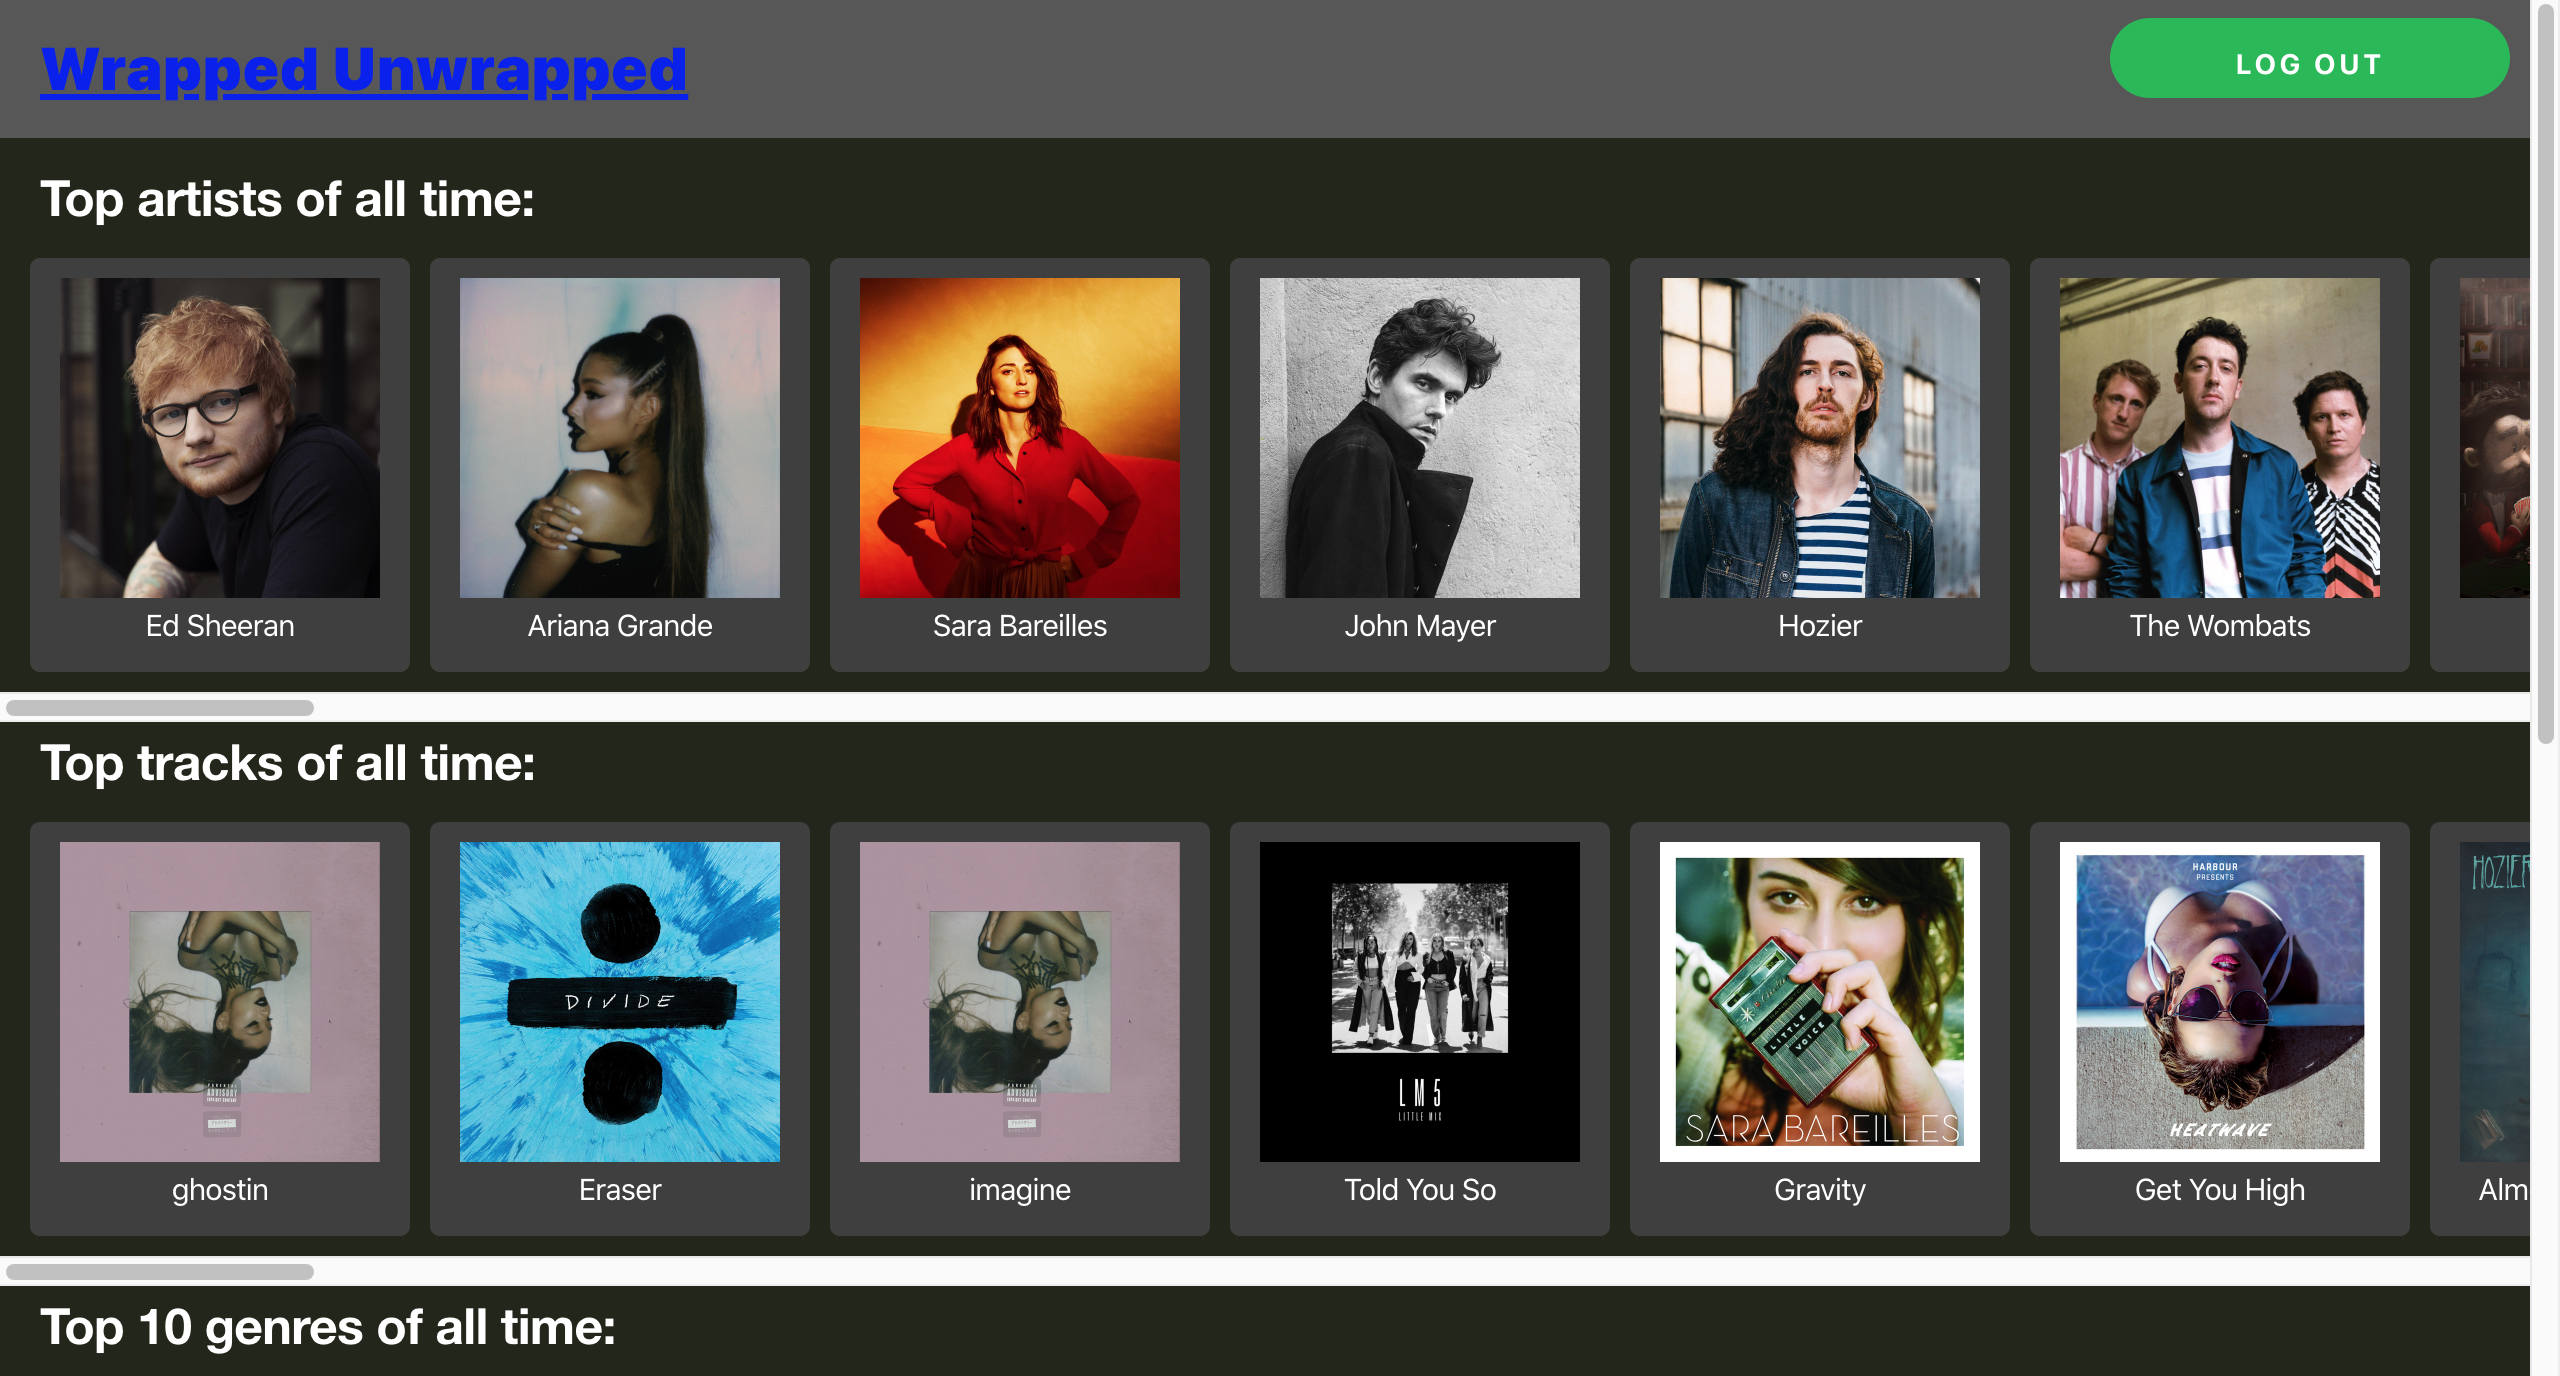 Wrapped Unwrapped
LOG OUT
Top artists of all time:
Ed Sheeran
Ariana Grande
Sara Bareilles
John Mayer
Hozier
The Wombats
Top tracks of all time:
PARENTAL
ADVISORY
EXPLICIT CONTENT
DIVIDE
PARENTAL
ADVISORY
EXPLICIT CONTENT
LM5
LITTLE MIX
LITTLE
VOICE
SARA BAREILLES
HARBOUR
PRESENTS
HEATWAVE
HOZIER
ghostin
Eraser
imagine
Told You So
Gravity
Get You High
Alm
Top 10 genres of all time: